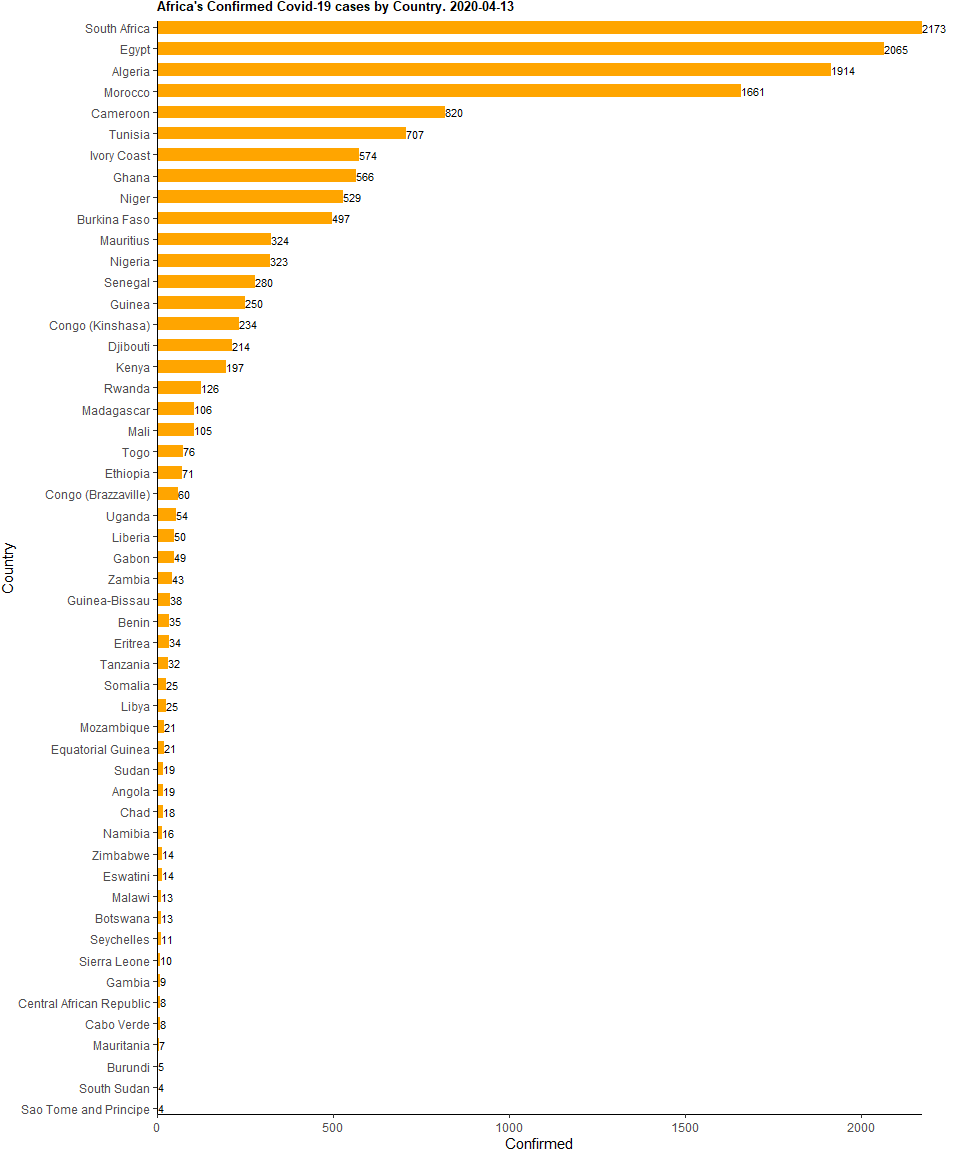 Africa's Confirmed Covid-19 cases by Country. 2020-04-13
South Africa 2173
Egypt 2065
Algeria 1914
Morocco 1661
Cameroon 820
Tunisia 707
Ivory Coast 574
Ghana 566
Niger 529
Burkina Faso 497
Mauritius 324
Nigeria 323
Senegal 280
Guinea 250
Congo (Kinshasa) 234
Djibouti 214
Kenya 197
Rwanda 126
Madagascar 106
Mali 105
Togo 76
Ethiopia 71
Congo (Brazzaville) 60
Uganda 54
Liberia 50
Gabon 49
Zambia 43
Guinea-Bissau 38
Benin 35
Eritrea 34
Tanzania 32
Somalia 25
Libya 25
Mozambique 21
Equatorial Guinea 21
Sudan 19
Angola 19
Chad 18
Namibia 16
Zimbabwe 14
Eswatini 14
Malawi 13
Botswana 13
Seychelles 11
Sierra Leone 10
Gambia 9
Central African Republic 8
Cabo Verde 8
Mauritania 7
Burundi 5
South Sudan 4
Sao Tome and Principe 4
0 500 1000 1500 2000
Confirmed
Country